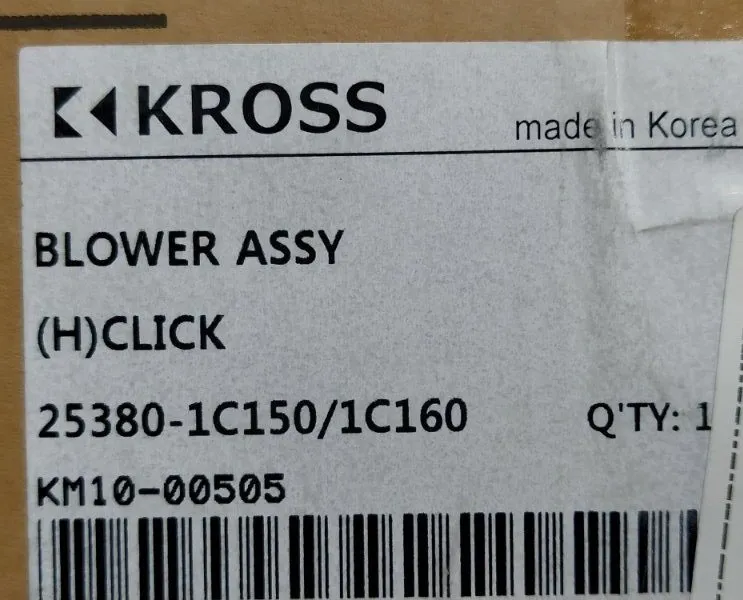 KROSS
made in Korea
BLOWER ASSY
(H)CLICK
25380-1C150/1C160
Q'TY: 1
KM10-00505